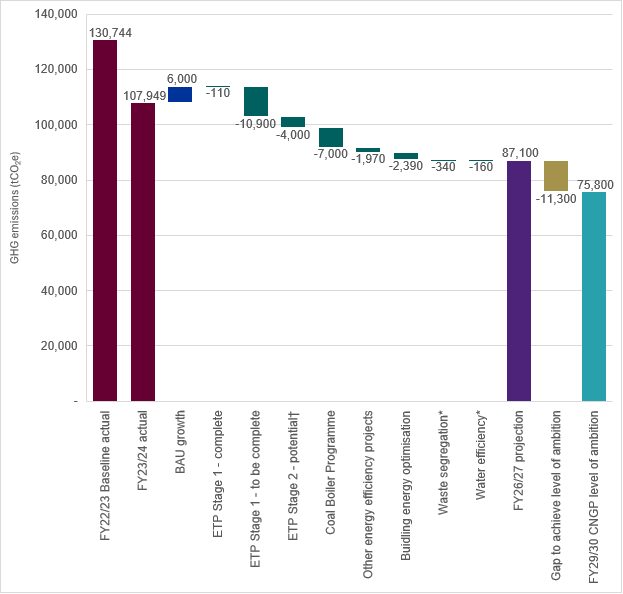 140,000
120,000
100,000
80,000
60,000
40,000
20,000
-
GHG emissions (tCO₂e)
130,744
107,949
6,000
-110
-10,900
-4,000
-7,000
-1,970
-2,390
-340
-160
87,100
-11,300
75,800
FY22/23 Baseline actual
FY23/24 actual
BAU growth
ETP Stage 1 - complete
ETP Stage 1 - to be complete
ETP Stage 2 - potential†
Coal Boiler Programme
Other energy efficiency projects
Buidling energy optimisation
Waste segregation*
Water efficiency*
FY26/27 projection
Gap to achieve level of ambition
FY29/30 CNGP level of ambition